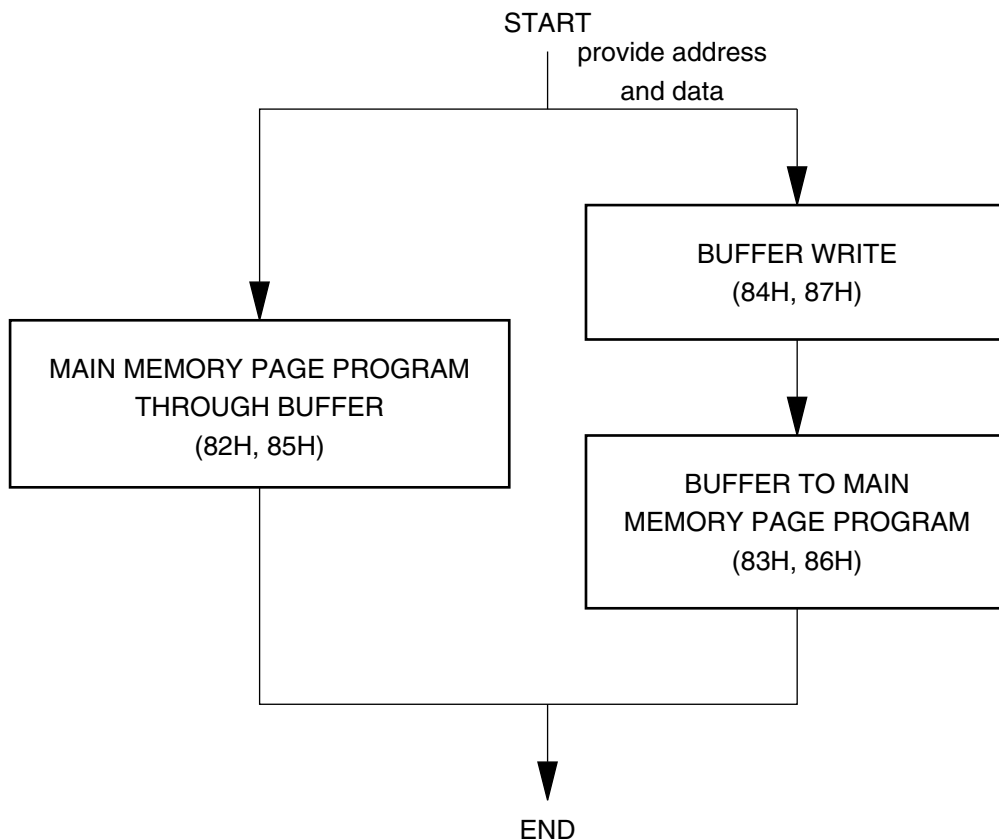 START
provide address
and data
BUFFER WRITE
(84H, 87H)
MAIN MEMORY PAGE PROGRAM
THROUGH BUFFER
(82H, 85H)
BUFFER TO MAIN
MEMORY PAGE PROGRAM
(83H, 86H)
END